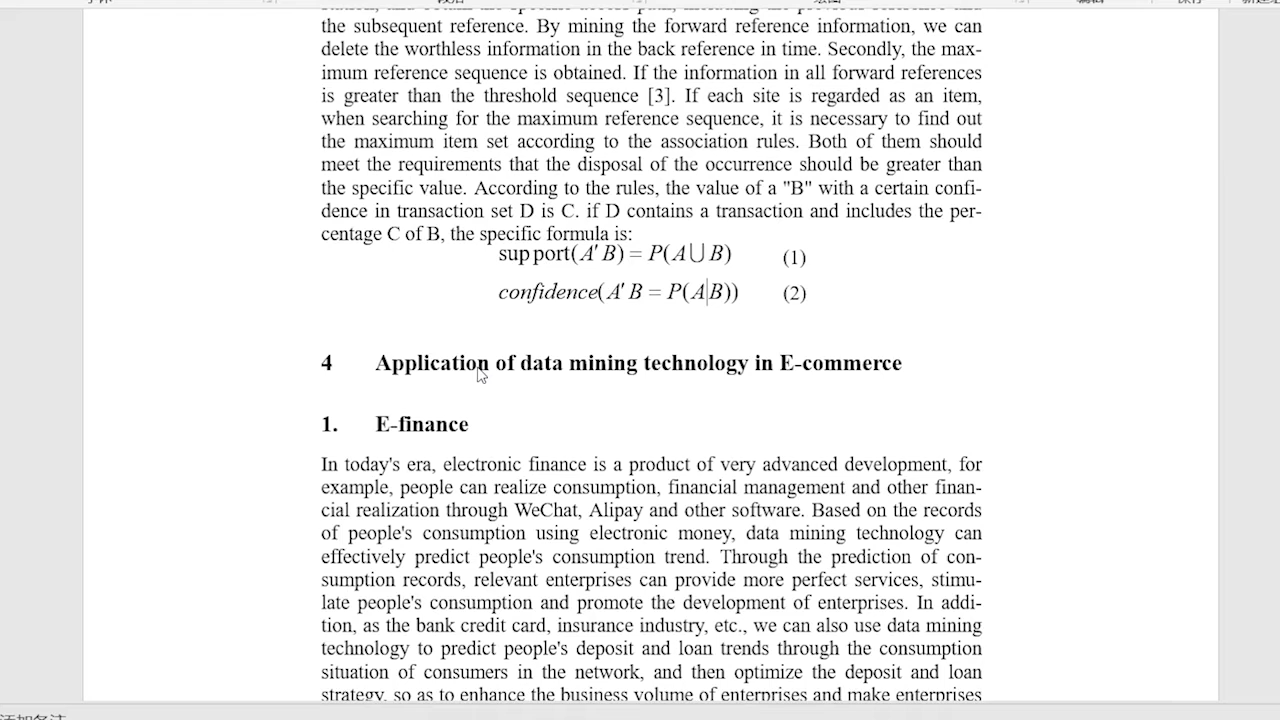 the subsequent reference. By mining the forward reference information, we can
delete the worthless information in the back reference in time. Secondly, the max-
imum reference sequence is obtained. If the information in all forward references
is greater than the threshold sequence [3]. If each site is regarded as an item,
when searching for the maximum reference sequence, it is necessary to find out
the maximum item set according to the association rules. Both of them should
meet the requirements that the disposal of the occurrence should be greater than
the specific value. According to the rules, the value of a "B" with a certain confi-
dence in transaction set D is C. if D contains a transaction and includes the per-
centage C of B, the specific formula is:
support(A' B) = P(A⋃B) (1)
confidence(A' B = P(A|B)) (2)
4 Application of data mining technology in E-commerce
1. E-finance
In today's era, electronic finance is a product of very advanced development, for
example, people can realize consumption, financial management and other finan-
cial realization through WeChat, Alipay and other software. Based on the records
of people's consumption using electronic money, data mining technology can
effectively predict people's consumption trend. Through the prediction of con-
sumption records, relevant enterprises can provide more perfect services, stimu-
late people's consumption and promote the development of enterprises. In addi-
tion, as the bank credit card, insurance industry, etc., we can also use data mining
technology to predict people's deposit and loan trends through the consumption
situation of consumers in the network, and then optimize the deposit and loan
strategy, so as to enhance the business volume of enterprises and make enterprises